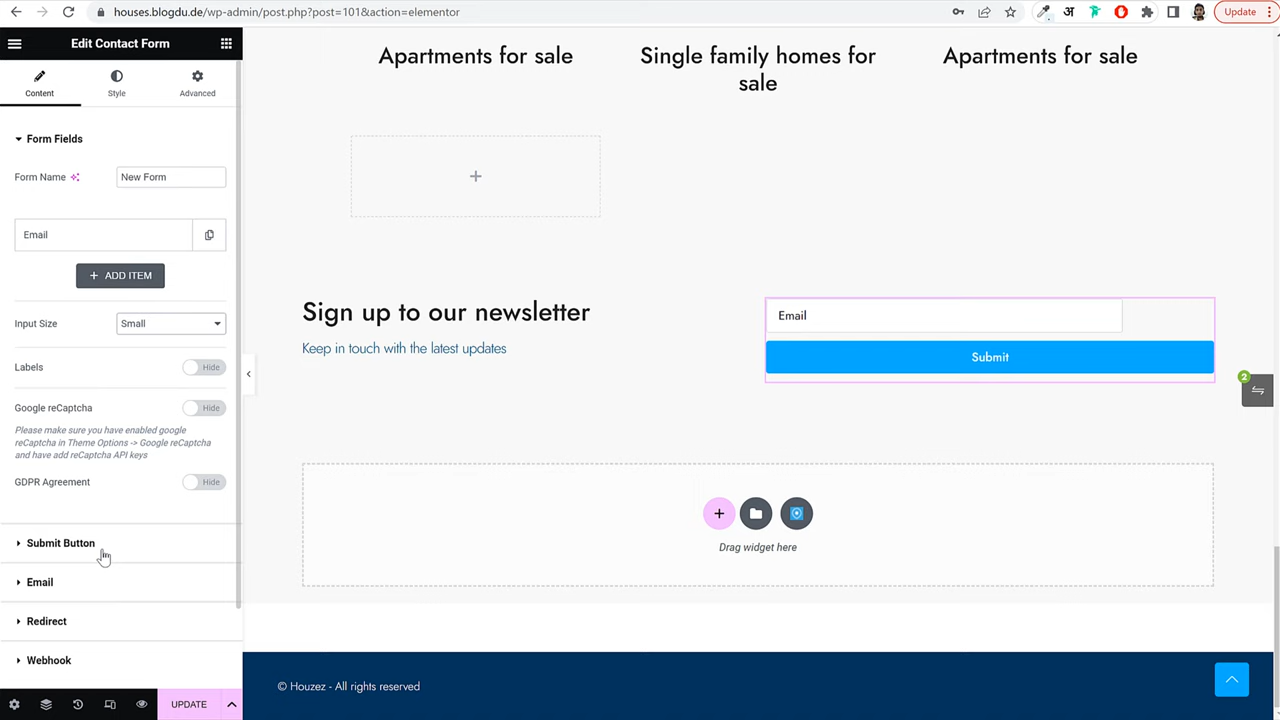 houses.blogdu.de/wp-admin/post.php?post=101&action=elementor
अ
Update
Edit Contact Form
Content
Style
Advanced
Form Fields
Form Name
New Form
Email
+ ADD ITEM
Input Size
Small
Labels
Hide
Google reCaptcha
Hide
Please make sure you have enabled google
reCaptcha in Theme Options -> Google reCaptcha
and have add reCaptcha API keys
GDPR Agreement
Hide
Submit Button
Email
Redirect
Webhook
UPDATE
Apartments for sale
Single family homes for
sale
Apartments for sale
+
Sign up to our newsletter
Keep in touch with the latest updates
Email
Submit
2
+
Drag widget here
© Houzez - All rights reserved